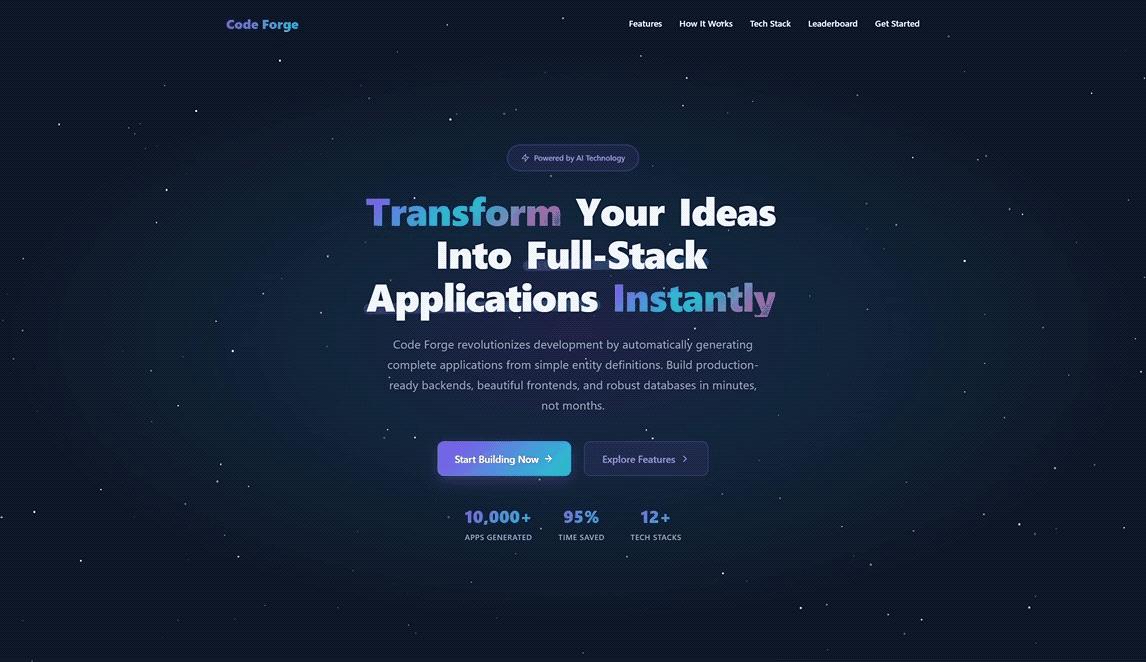 Code Forge
Features
How It Works
Tech Stack
Leaderboard
Get Started
Powered by AI Technology
Transform Your Ideas
Into Full-Stack
Applications Instantly
Code Forge revolutionizes development by automatically generating
complete applications from simple entity definitions. Build production-
ready backends, beautiful frontends, and robust databases in minutes,
not months.
Start Building Now
Explore Features
10,000+
APPS GENERATED
95%
TIME SAVED
12+
TECH STACKS